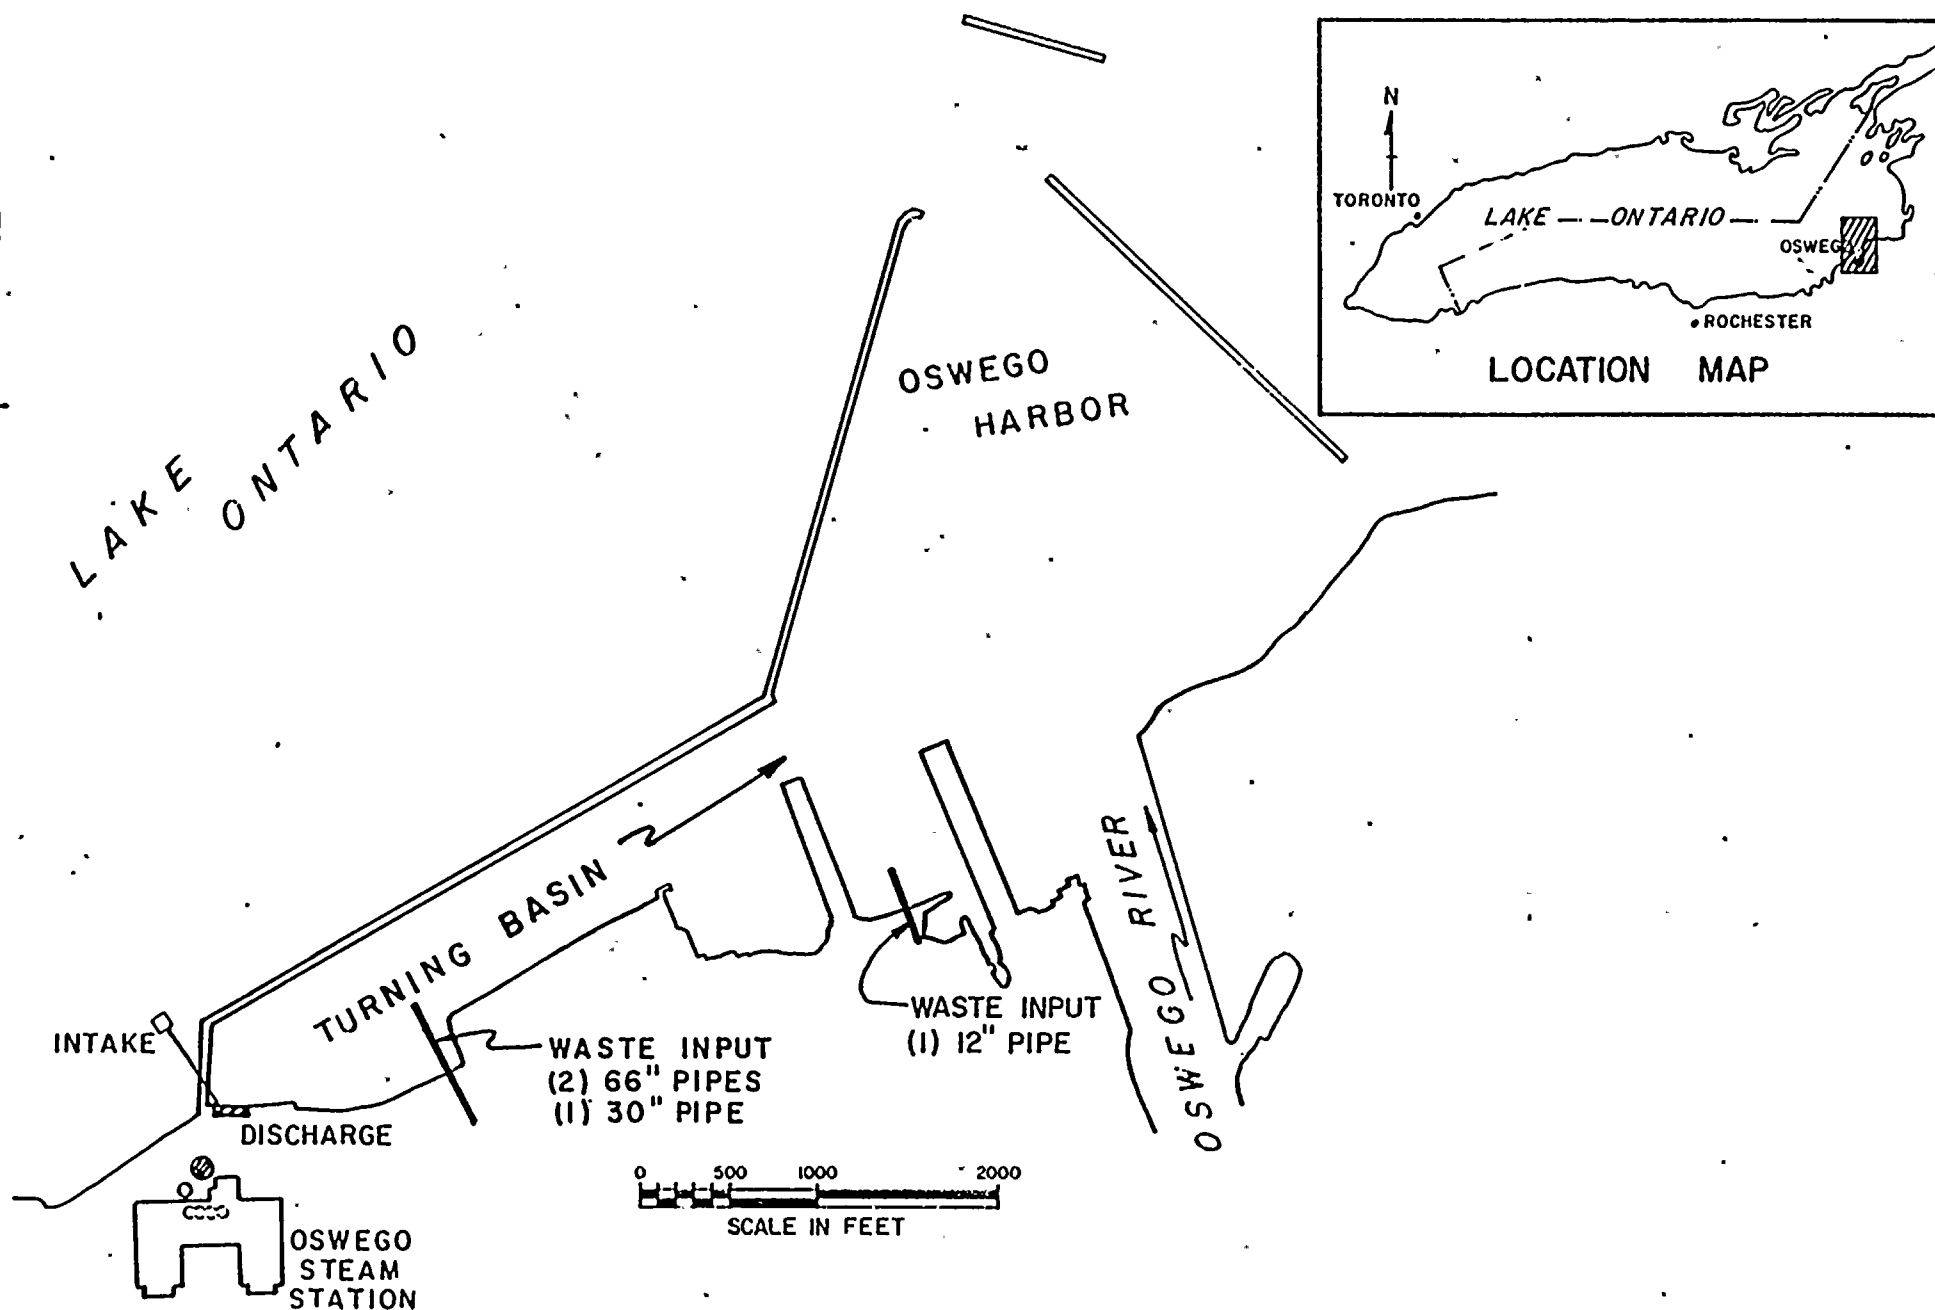 LAKE
ONTARIO
OSWEGO
HARBOR
N
TORONTO
LAKE ONTARIO
OSWEG
ROCHESTER
LOCATION MAP
TURNING BASIN
OSWEGO RIVER
INTAKE
DISCHARGE
WASTE INPUT
(2) 66" PIPES
(1) 30" PIPE
WASTE INPUT
(1) 12" PIPE
0 500 1000 2000
SCALE IN FEET
OSWEGO
STEAM
STATION